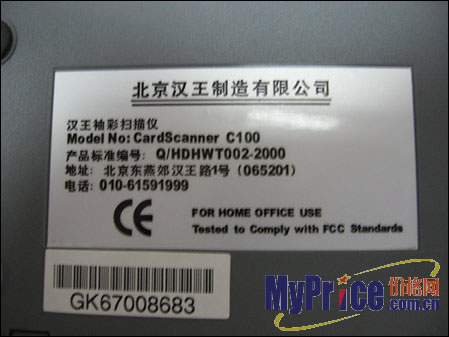 北京汉王制造有限公司
汉王袖彩扫描仪
Model No: CardScanner C100
产品标准编号: Q/HDHWT002-2000
地址: 北京东燕郊汉王路1号 (065201)
电话: 010-61591999
CE
FOR HOME OFFICE USE
Tested to Comply with FCC Standards
GK67008683
MyPrice 价格网
.com.cn